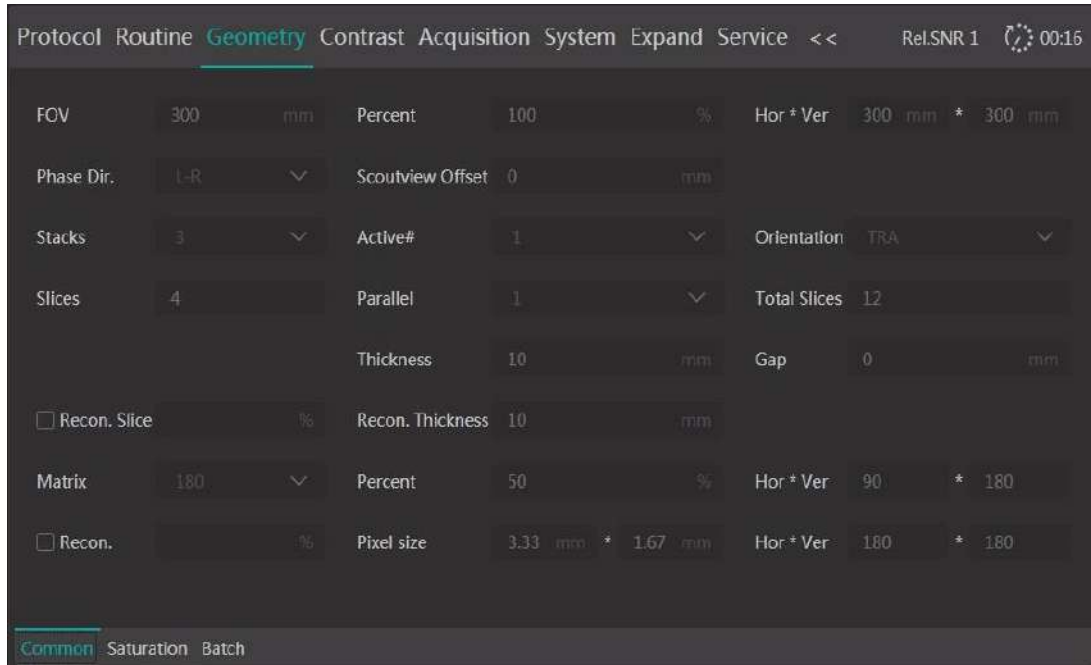 Protocol Routine Geometry Contrast Acquisition System Expand Service << Rel.SNR 1 00:16
FOV 300 mm Percent 100 % Hor * Ver 300 mm * 300 mm
Phase Dir. L-R Scoutview Offset 0 mm
Stacks 3 Active# 1 Orientation TRA
Slices 4 Parallel 1 Total Slices 12
Thickness 10 mm Gap 0 mm
Recon. Slice % Recon. Thickness 10 mm
Matrix 180 Percent 50 % Hor * Ver 90 * 180
Recon. % Pixel size 3.33 mm * 1.67 mm Hor * Ver 180 * 180
Common Saturation Batch